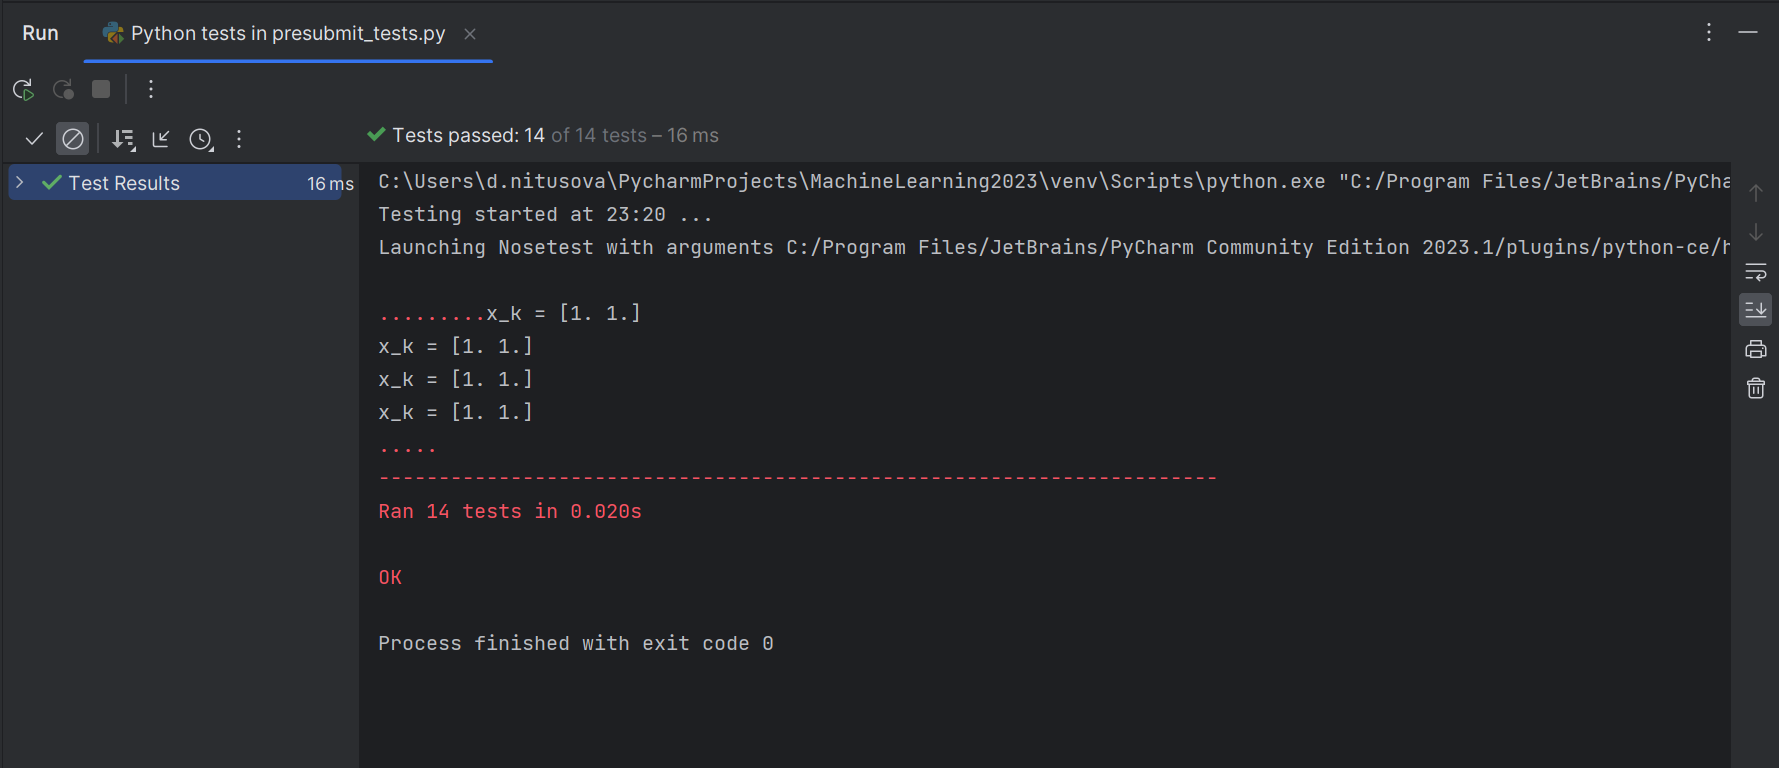 Run
Python tests in presubmit_tests.py
Tests passed: 14 of 14 tests – 16 ms
Test Results 16 ms
C:\Users\d.nitusova\PycharmProjects\MachineLearning2023\venv\Scripts\python.exe "C:/Program Files/JetBrains/PyCha
Testing started at 23:20 ...
Launching Nosetest with arguments C:/Program Files/JetBrains/PyCharm Community Edition 2023.1/plugins/python-ce/h
.........x_k = [1. 1.]
x_k = [1. 1.]
x_k = [1. 1.]
x_k = [1. 1.]
.....
----------------------------------------------------------------------
Ran 14 tests in 0.020s
OK
Process finished with exit code 0